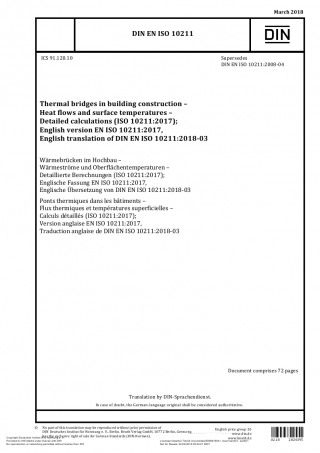 March 2018
DIN EN ISO 10211
DIN
ICS 91.120.10
Supersedes
DIN EN ISO 10211:2008-04
Thermal bridges in building construction –
Heat flows and surface temperatures –
Detailed calculations (ISO 10211:2017);
English version EN ISO 10211:2017,
English translation of DIN EN ISO 10211:2018-03
Wärmebrücken im Hochbau –
Wärmeströme und Oberflächentemperaturen –
Detaillierte Berechnungen (ISO 10211:2017);
Englische Fassung EN ISO 10211:2017,
Englische Übersetzung von DIN EN ISO 10211:2018-03
Ponts thermiques dans les bâtiments –
Flux thermiques et températures superficielles –
Calculs détaillés (ISO 10211:2017);
Version anglaise EN ISO 10211:2017,
Traduction anglaise de DIN EN ISO 10211:2018-03
Document comprises 72 pages
Translation by DIN-Sprachendienst.
In case of doubt, the German-language original shall be considered authoritative.
No part of this translation may be reproduced without prior permission of
DIN Deutsches Institut für Normung e. V., Berlin. Beuth Verlag GmbH, 10772 Berlin, Germany,
has the exclusive right of sale for German Standards (DIN-Normen).
English price group
www.din.de
www.beuth.de